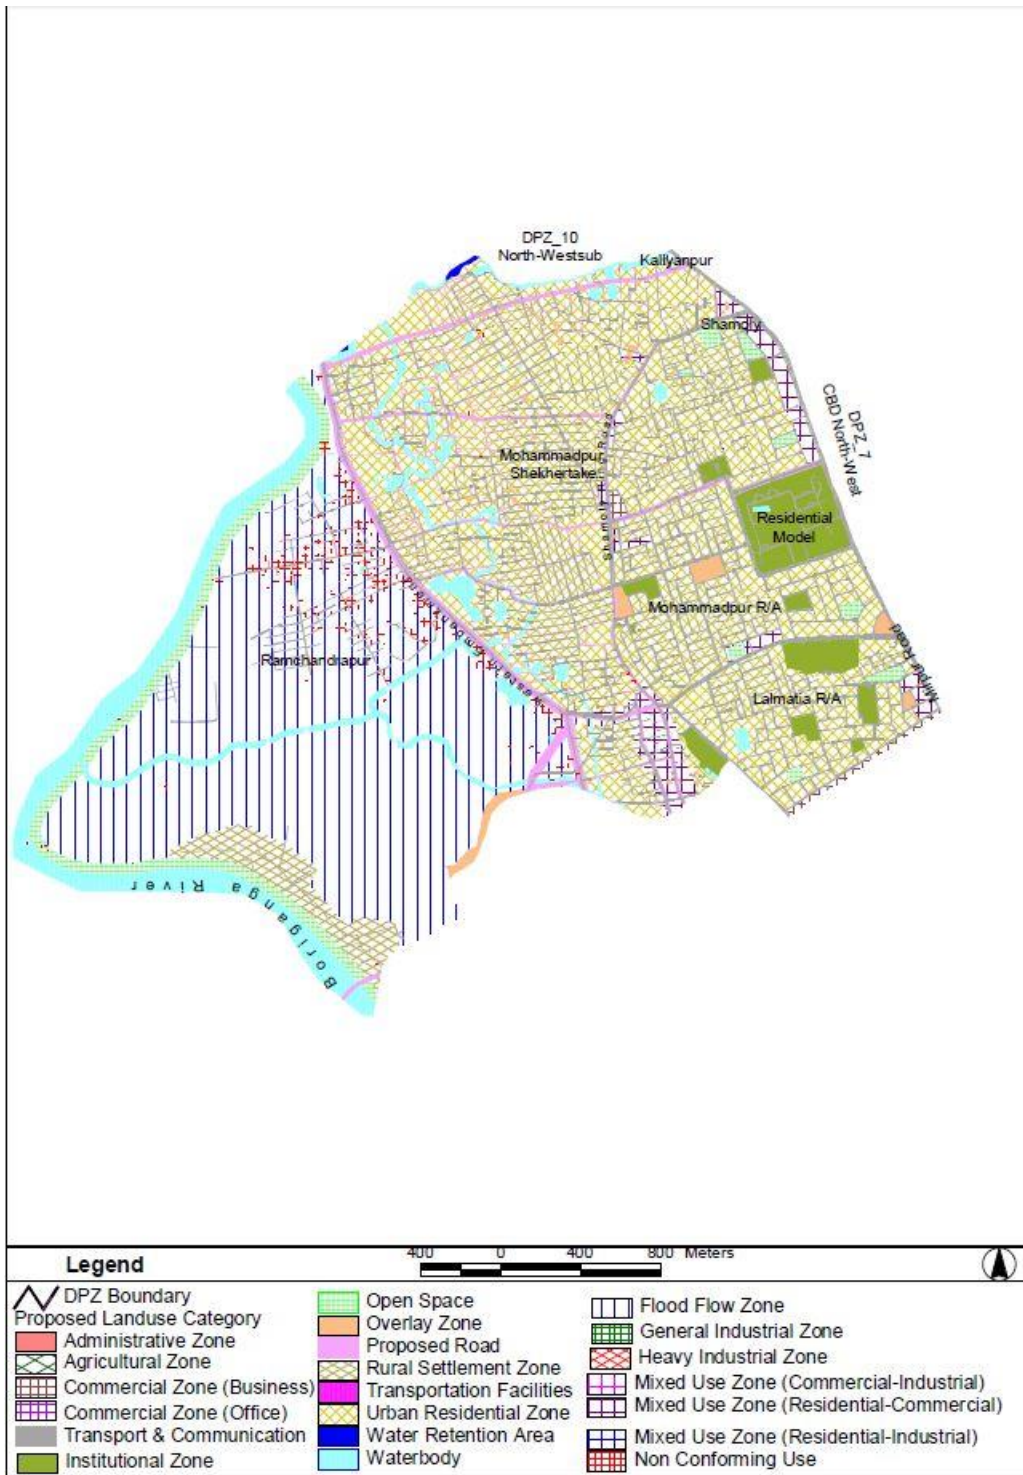 DPZ_10
North-Westsub
Kallyanpur
Shamoly
DPZ_7
CBD North-West
Mohammadpur
Shekhertake
Residential
Model
Mohammadpur R/A
Ramchandrapur
Mirpur Road
Lalmatia R/A
Boriganga River
Legend
400 0 400 800 Meters
DPZ Boundary
Proposed Landuse Category
Administrative Zone
Agricultural Zone
Commercial Zone (Business)
Commercial Zone (Office)
Transport & Communication
Institutional Zone
Open Space
Overlay Zone
Proposed Road
Rural Settlement Zone
Transportation Facilities
Urban Residential Zone
Water Retention Area
Waterbody
Flood Flow Zone
General Industrial Zone
Heavy Industrial Zone
Mixed Use Zone (Commercial-Industrial)
Mixed Use Zone (Residential-Commercial)
Mixed Use Zone (Residential-Industrial)
Non Conforming Use